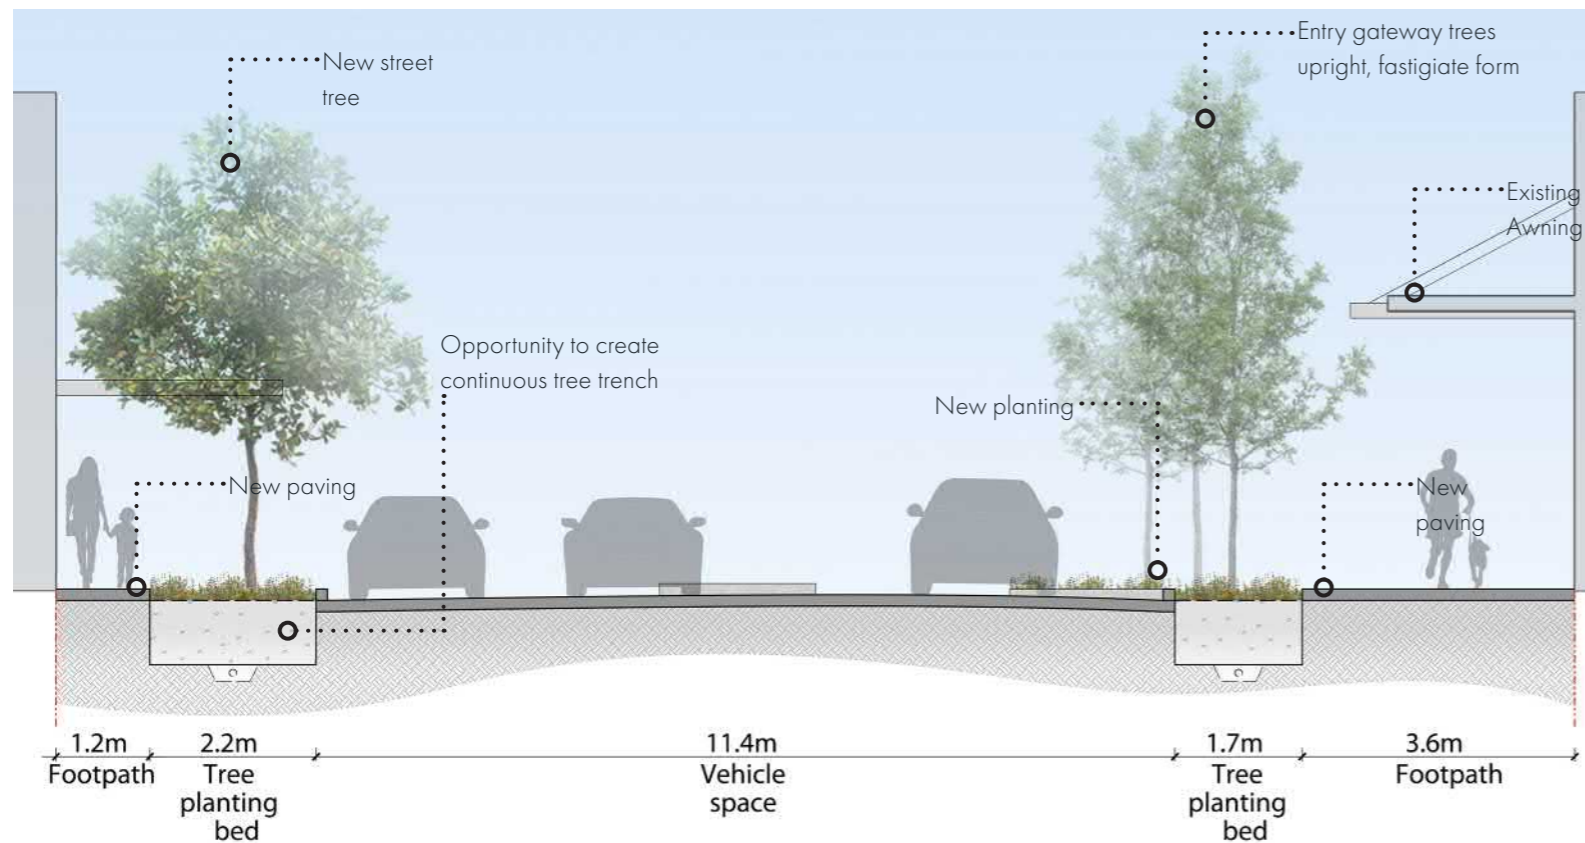 New street
tree
Entry gateway trees
upright, fastigiate form
Existing
Awning
Opportunity to create
continuous tree trench
New planting
New paving
New
paving
1.2m
Footpath
2.2m
Tree
planting
bed
11.4m
Vehicle
space
1.7m
Tree
planting
bed
3.6m
Footpath